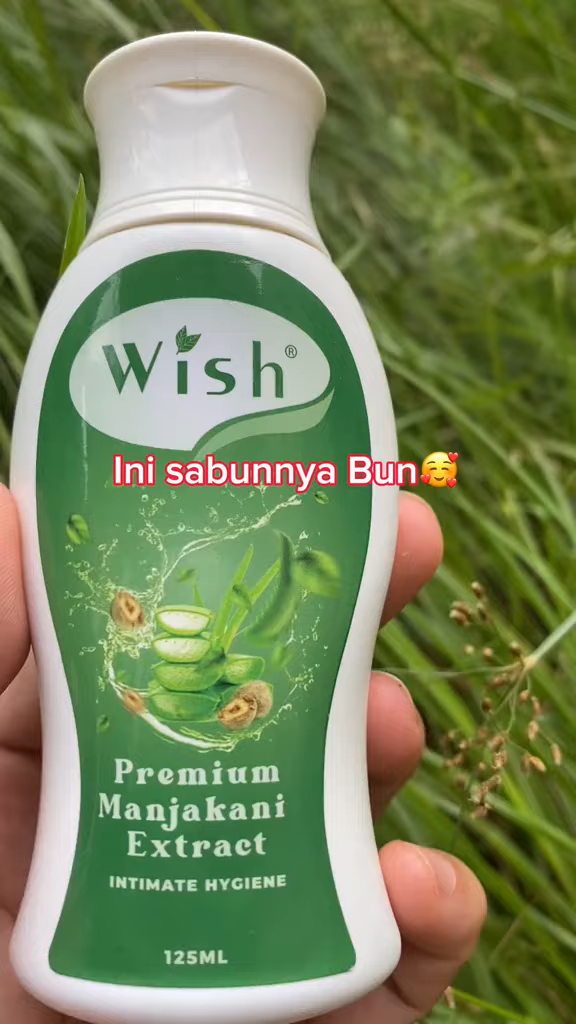 Wish®
Ini sabunnya Bun🥰
Premium
Manjakani
Extract
INTIMATE HYGIENE
125ML